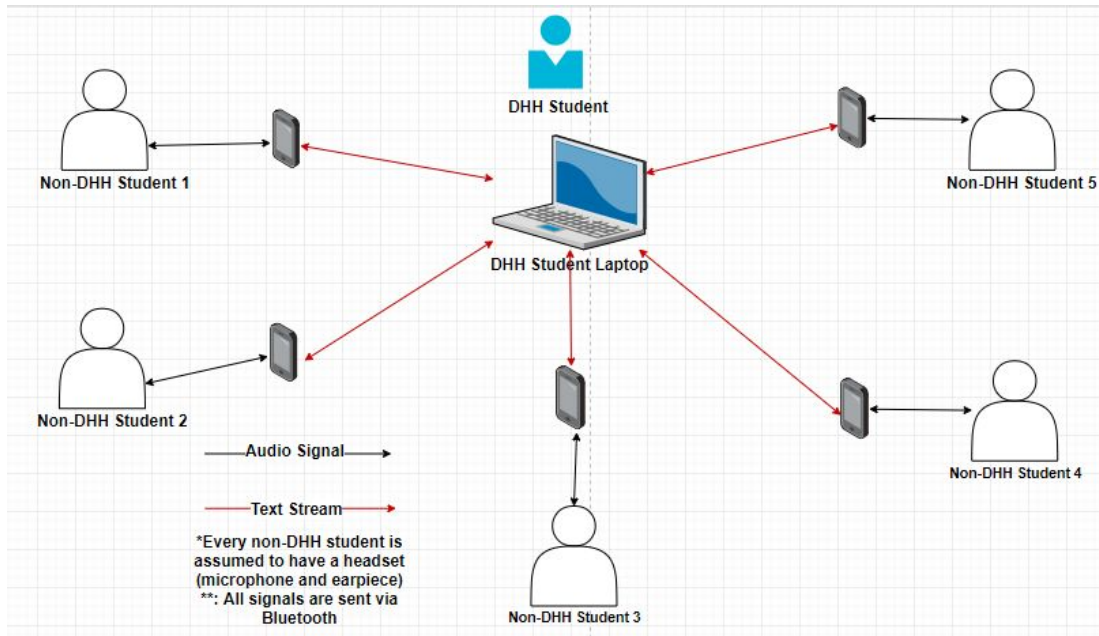 DHH Student
Non-DHH Student 1
Non-DHH Student 5
DHH Student Laptop
Non-DHH Student 2
Non-DHH Student 4
Audio Signal
Text Stream
*Every non-DHH student is
assumed to have a headset
(microphone and earpiece)
**: All signals are sent via
Bluetooth
Non-DHH Student 3